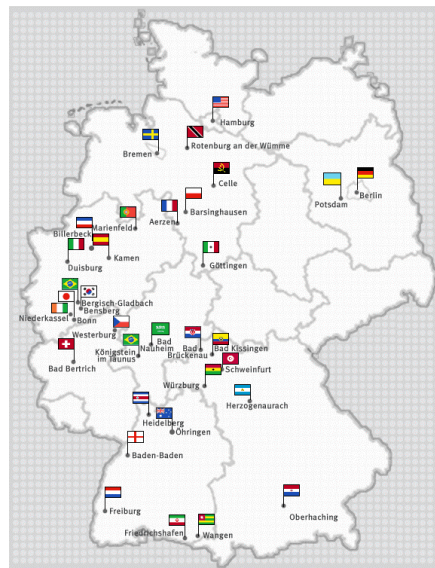 Hamburg
Rotenburg an der Wümme
Bremen
Celle
Berlin
Potsdam
Barsinghausen
Aerzen
Marienfeld
Billerbeck
Kamen
Göttingen
Duisburg
Bergisch-Gladbach
Bensberg
Niederkassel
Bonn
Westerburg
Bad
Nauheim
Königstein
im Taunus
Bad
Brückenau
Bad Kissingen
Schweinfurt
Bad Bertrich
Würzburg
Herzogenaurach
Heidelberg
Öhringen
Baden-Baden
Freiburg
Oberhaching
Friedrichshafen
Wangen